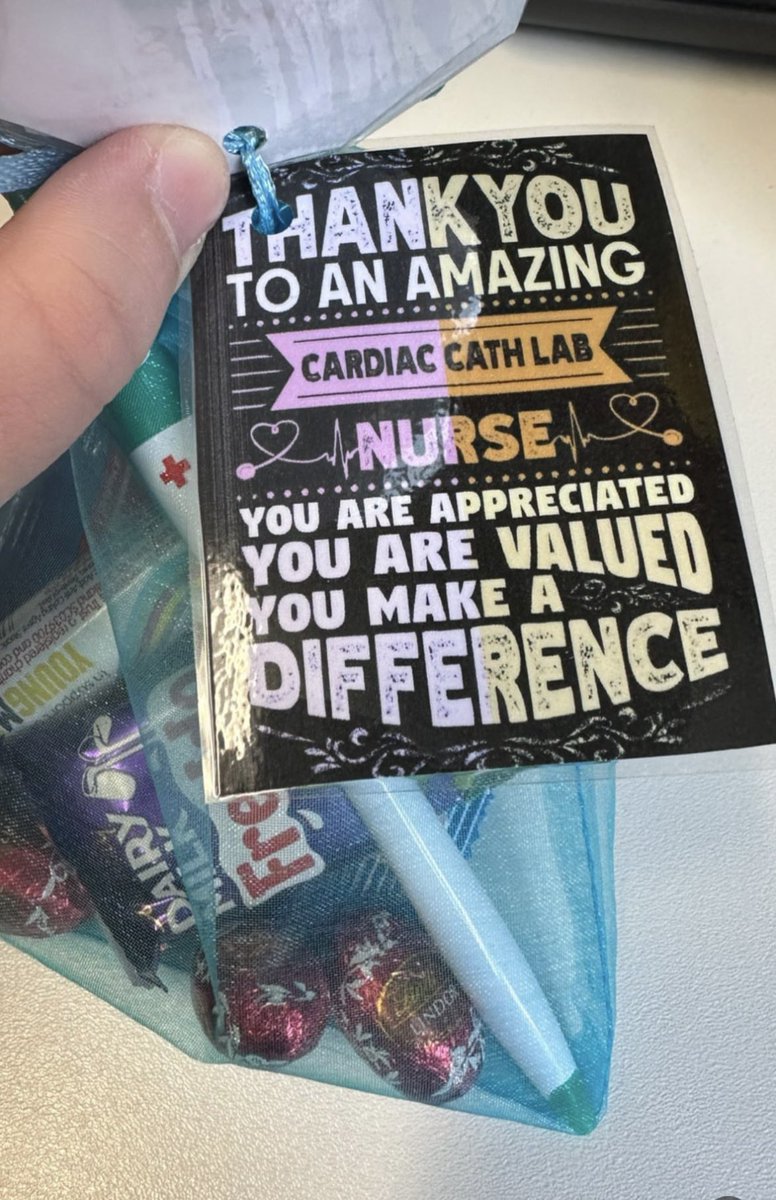 THANKYOU
TO AN AMAZING
CARDIAC CATH LAB
NURSE
YOU ARE APPRECIATED
YOU ARE VALUED
YOU MAKE A
DIFFERENCE
YOUNG
DAIRY
MILK
Fre
LINDOR